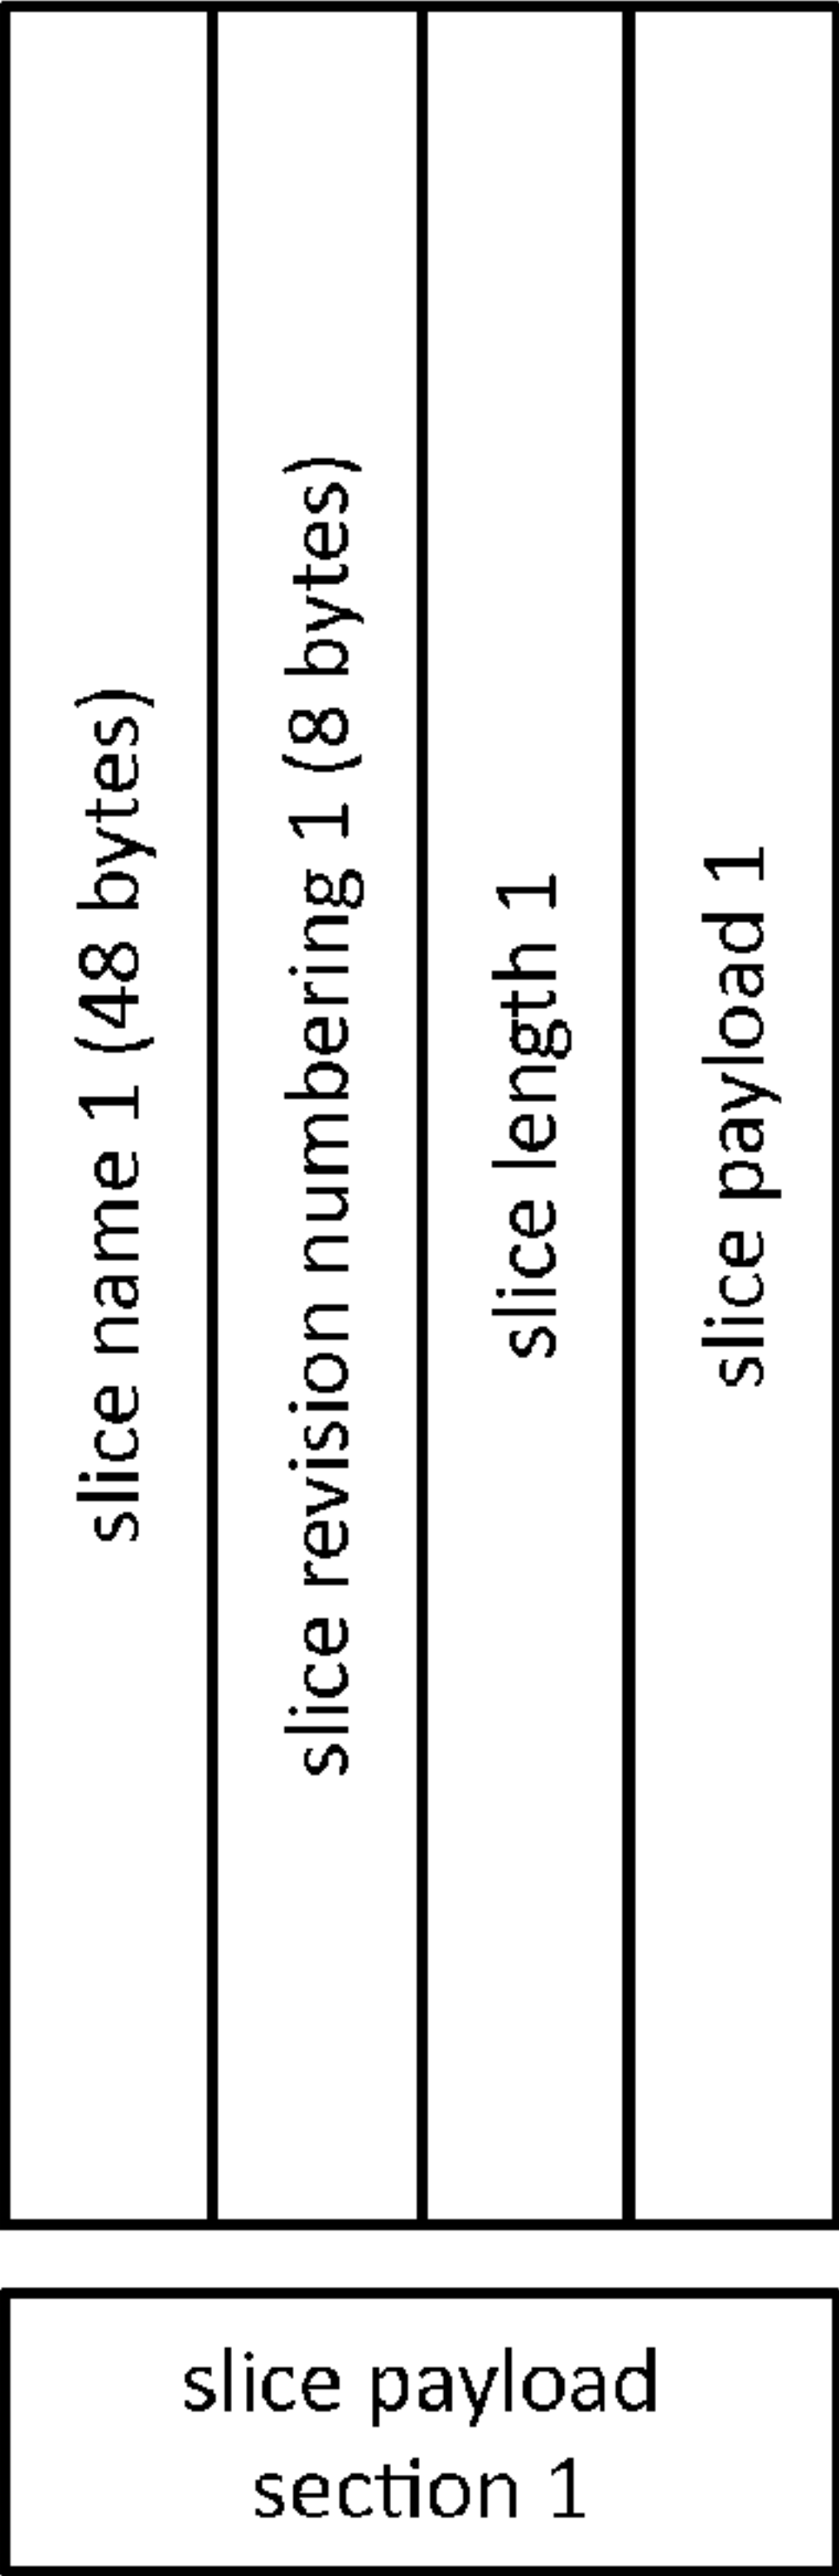 slice name 1 (48 bytes)
slice revision numbering 1 (8 bytes)
slice length 1
slice payload 1
slice payload
section 1